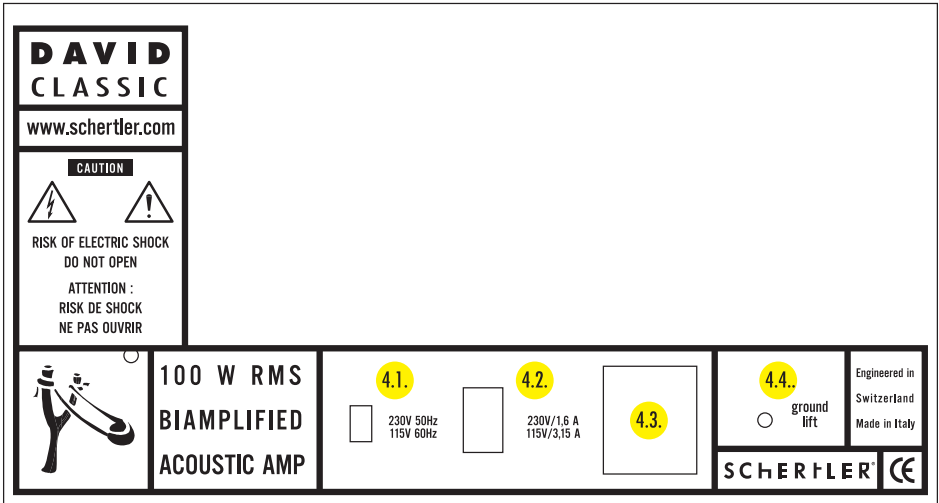 DAVID
CLASSIC
www.schertler.com
CAUTION
RISK OF ELECTRIC SHOCK
DO NOT OPEN
ATTENTION :
RISK DE SHOCK
NE PAS OUVRIR
100 W RMS
BIAMPLIFIED
ACOUSTIC AMP
4.1.
230V 50Hz
115V 60Hz
4.2.
230V/1,6 A
115V/3,15 A
4.3.
4.4..
ground
lift
SCHERTLER®
Engineered in
Switzerland
Made in Italy
CE